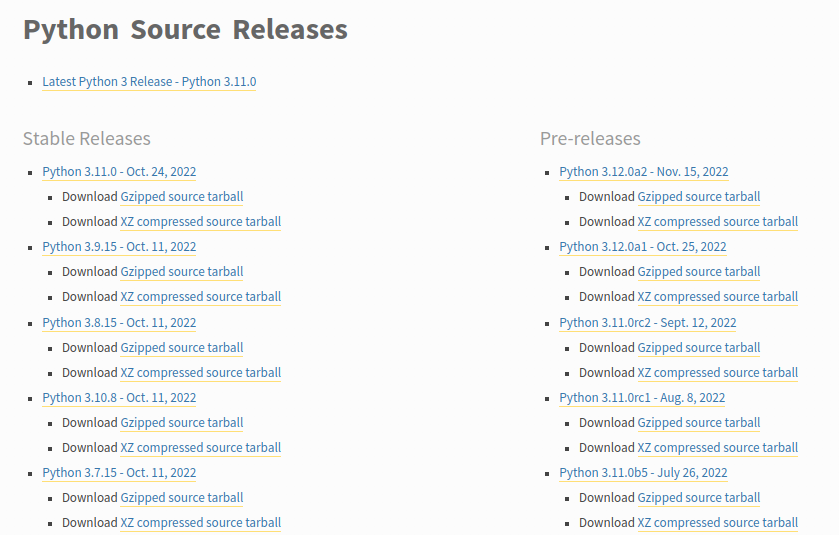 Python Source Releases
Latest Python 3 Release - Python 3.11.0
Stable Releases
Python 3.11.0 - Oct. 24, 2022
Download Gzipped source tarball
Download XZ compressed source tarball
Python 3.9.15 - Oct. 11, 2022
Download Gzipped source tarball
Download XZ compressed source tarball
Python 3.8.15 - Oct. 11, 2022
Download Gzipped source tarball
Download XZ compressed source tarball
Python 3.10.8 - Oct. 11, 2022
Download Gzipped source tarball
Download XZ compressed source tarball
Python 3.7.15 - Oct. 11, 2022
Download Gzipped source tarball
Download XZ compressed source tarball
Pre-releases
Python 3.12.0a2 - Nov. 15, 2022
Download Gzipped source tarball
Download XZ compressed source tarball
Python 3.12.0a1 - Oct. 25, 2022
Download Gzipped source tarball
Download XZ compressed source tarball
Python 3.11.0rc2 - Sept. 12, 2022
Download Gzipped source tarball
Download XZ compressed source tarball
Python 3.11.0rc1 - Aug. 8, 2022
Download Gzipped source tarball
Download XZ compressed source tarball
Python 3.11.0b5 - July 26, 2022
Download Gzipped source tarball
Download XZ compressed source tarball